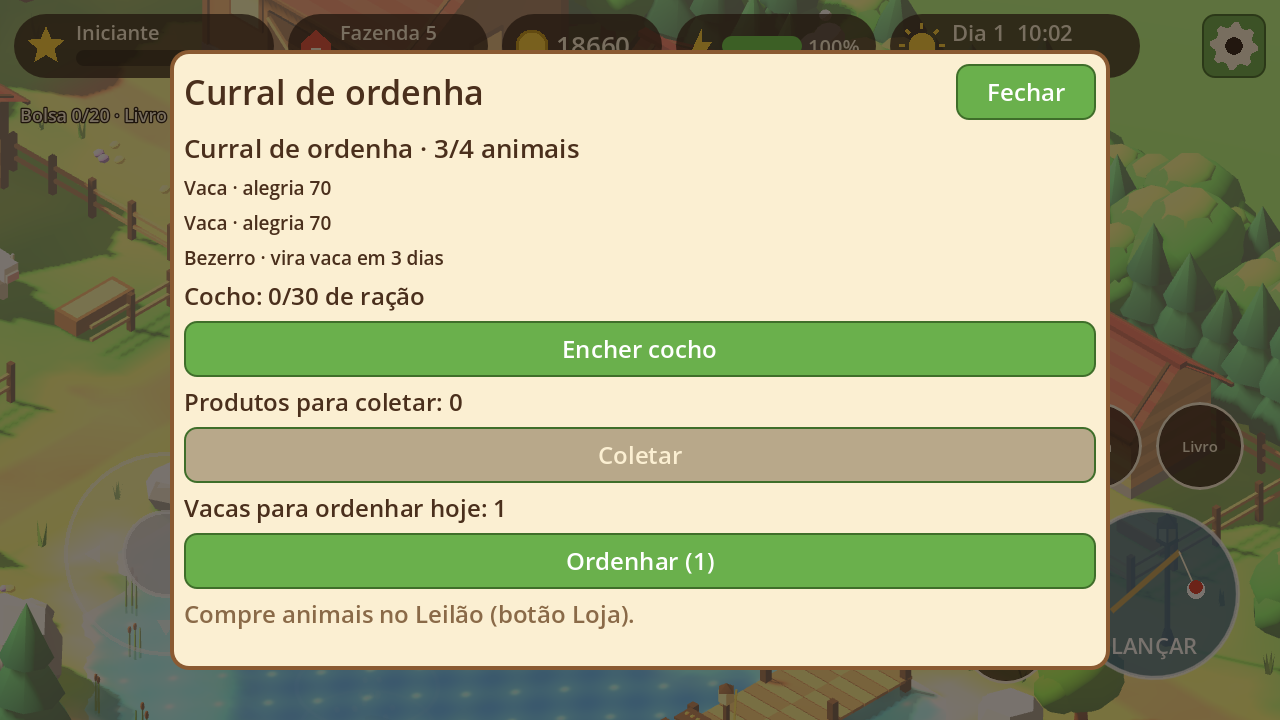 Iniciante
Fazenda 5
18660
100%
Dia 1 10:02
Bolsa 0/20 · Livro
Curral de ordenha
Fechar
Curral de ordenha · 3/4 animais
Vaca · alegria 70
Vaca · alegria 70
Bezerro · vira vaca em 3 dias
Cocho: 0/30 de ração
Encher cocho
Produtos para coletar: 0
Coletar
Livro
Vacas para ordenhar hoje: 1
Ordenhar (1)
Compre animais no Leilão (botão Loja).
LANÇAR